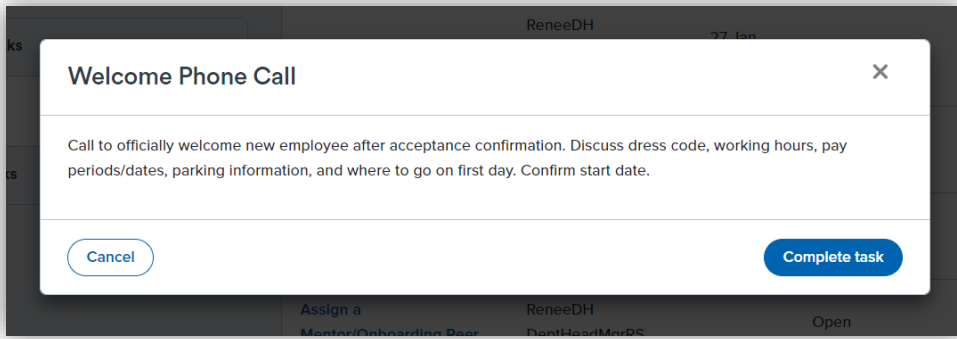 ReneeDH
27 Jan
ks
Welcome Phone Call
Call to officially welcome new employee after acceptance confirmation. Discuss dress code, working hours, pay
periods/dates, parking information, and where to go on first day. Confirm start date.
ks
Cancel
Complete task
Assign a
ReneeDH
Open
Mentor/Onboarding Peer
DeptHeadMgrRS